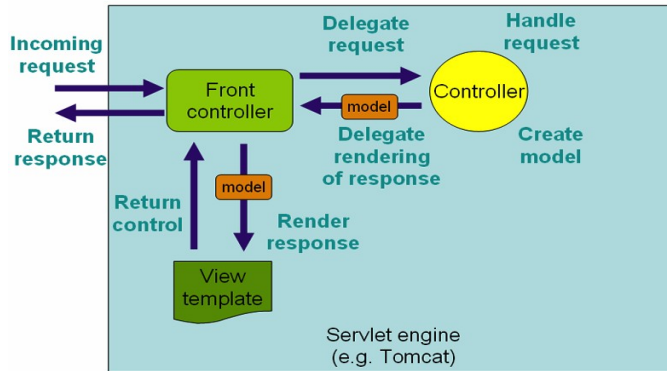 Incoming
request
Return
response
Front
controller
Delegate
request
model
Delegate
rendering
of response
Handle
request
Controller
Create
model
Return
control
model
Render
response
View
template
Servlet engine
(e.g. Tomcat)